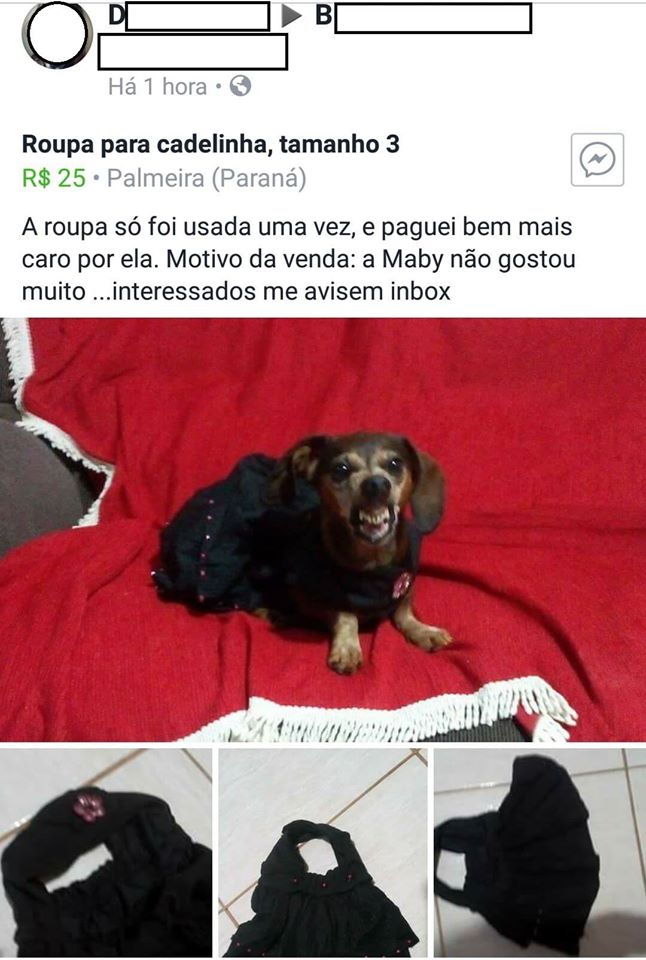 D B
Há 1 hora •
Roupa para cadelinha, tamanho 3
R$ 25 • Palmeira (Paraná)
A roupa só foi usada uma vez, e paguei bem mais
caro por ela. Motivo da venda: a Maby não gostou
muito ...interessados me avisem inbox